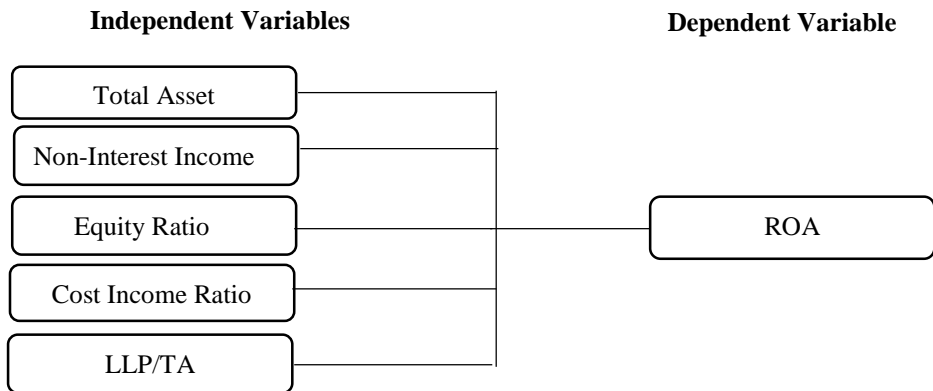 Independent Variables
Dependent Variable
Total Asset
Non-Interest Income
Equity Ratio
ROA
Cost Income Ratio
LLP/TA